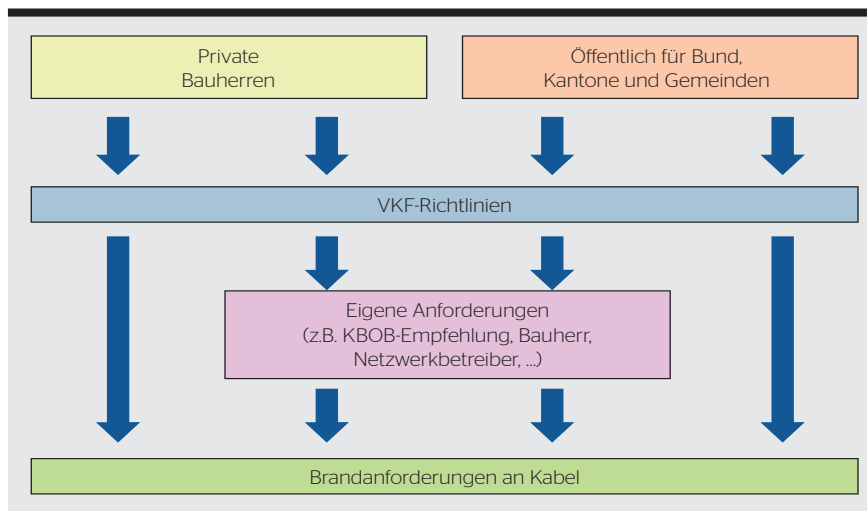 Private
Bauherren
Öffentlich für Bund,
Kantone und Gemeinden
VKF-Richtlinien
Eigene Anforderungen
(z.B. KBOB-Empfehlung, Bauherr,
Netzwerkbetreiber, ...)
Brandanforderungen an Kabel